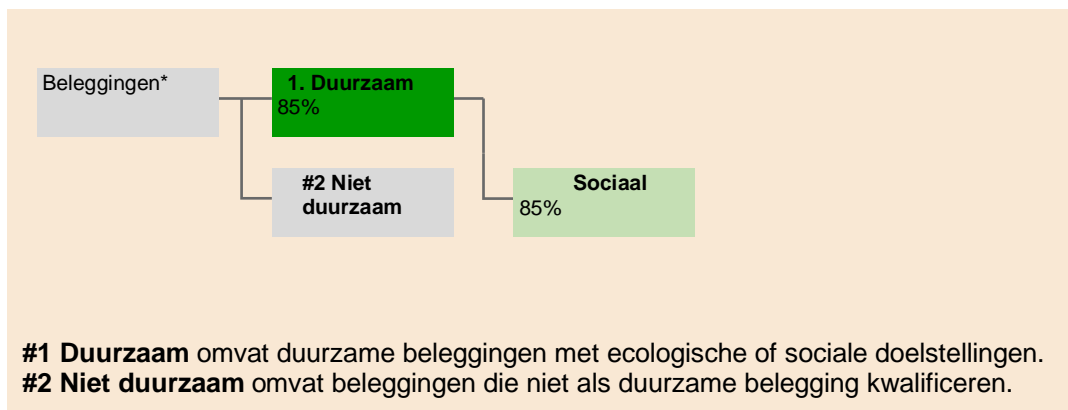 Beleggingen*
1. Duurzaam
85%
#2 Niet
duurzaam
Sociaal
85%
#1 Duurzaam omvat duurzame beleggingen met ecologische of sociale doelstellingen.
#2 Niet duurzaam omvat beleggingen die niet als duurzame belegging kwalificeren.